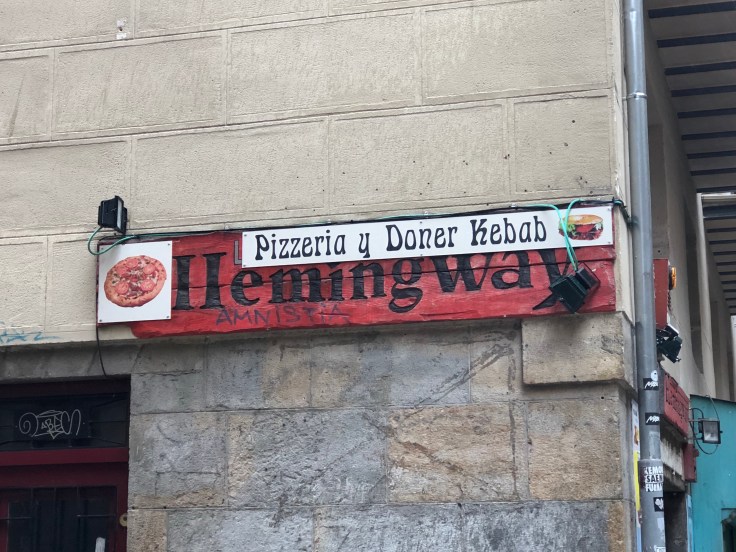 Pizzeria y Doner Kebab
Hemingway
AMNISTIA